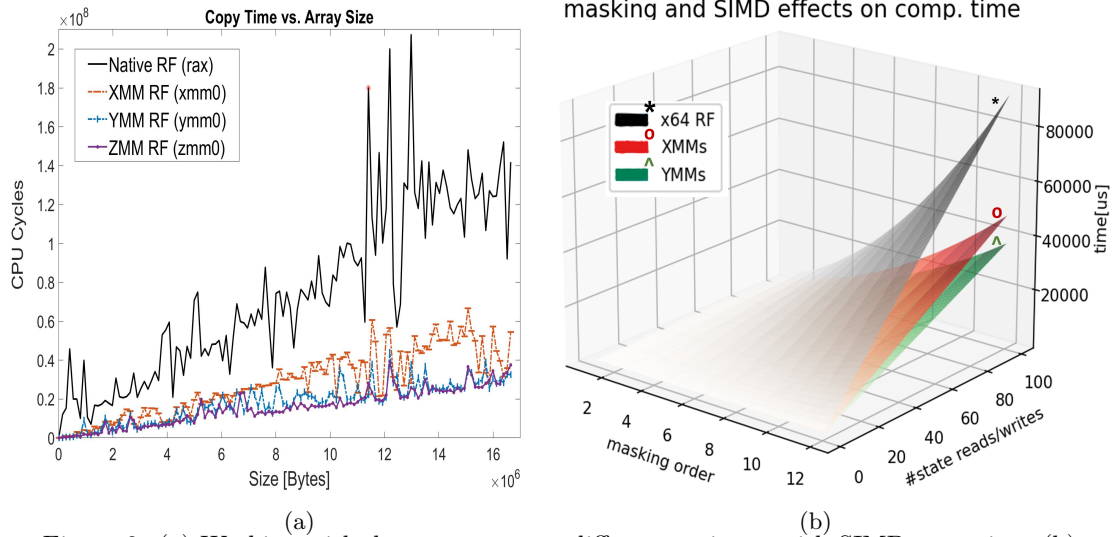 Copy Time vs. Array Size
×10^8
2
1.8
1.6
1.4
1.2
1
0.8
0.6
0.4
0.2
0
CPU Cycles
Native RF (rax)
XMM RF (xmm0)
YMM RF (ymm0)
ZMM RF (zmm0)
0 2 4 6 8 10 12 14 16
×10^6
Size [Bytes]
(a)
masking and SIMD effects on comp. time
* x64 RF
o XMMs
^ YMMs
*
o
^
80000
60000
40000
20000
time[us]
2 4 6 8 10 12
masking order
0 20 40 60 80 100
#state reads/writes
(b)